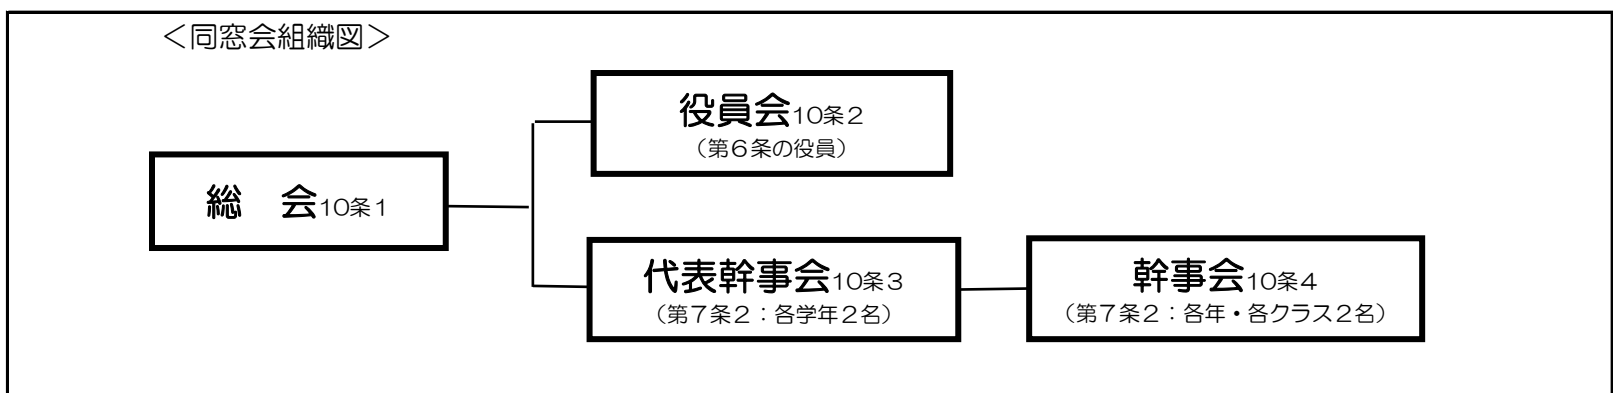 ＜同窓会組織図＞
役員会10条２
（第６条の役員）
総　会10条１
代表幹事会10条３
（第７条２：各学年２名）
幹事会10条４
（第７条２：各年・各クラス２名）